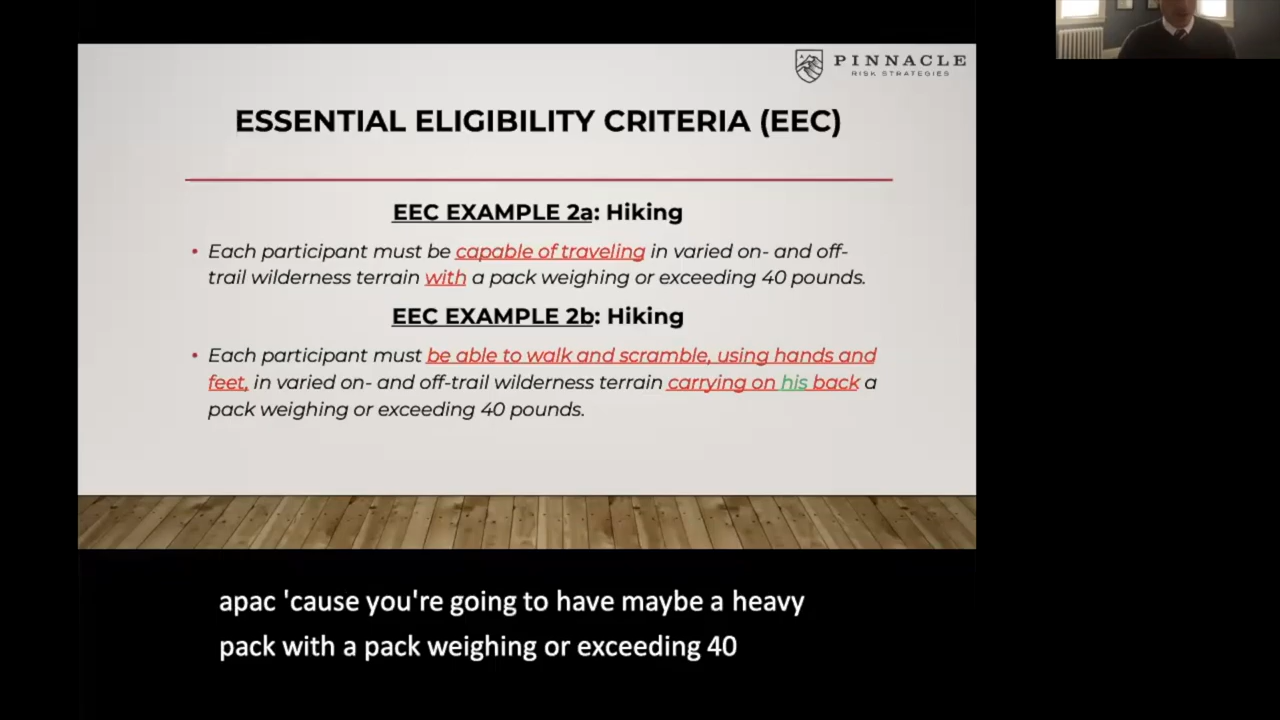 PINNACLE
RISK STRATEGIES
ESSENTIAL ELIGIBILITY CRITERIA (EEC)
EEC EXAMPLE 2a: Hiking
• Each participant must be capable of traveling in varied on- and off-
trail wilderness terrain with a pack weighing or exceeding 40 pounds.
EEC EXAMPLE 2b: Hiking
• Each participant must be able to walk and scramble, using hands and
feet, in varied on- and off-trail wilderness terrain carrying on his back a
pack weighing or exceeding 40 pounds.
apac 'cause you're going to have maybe a heavy
pack with a pack weighing or exceeding 40